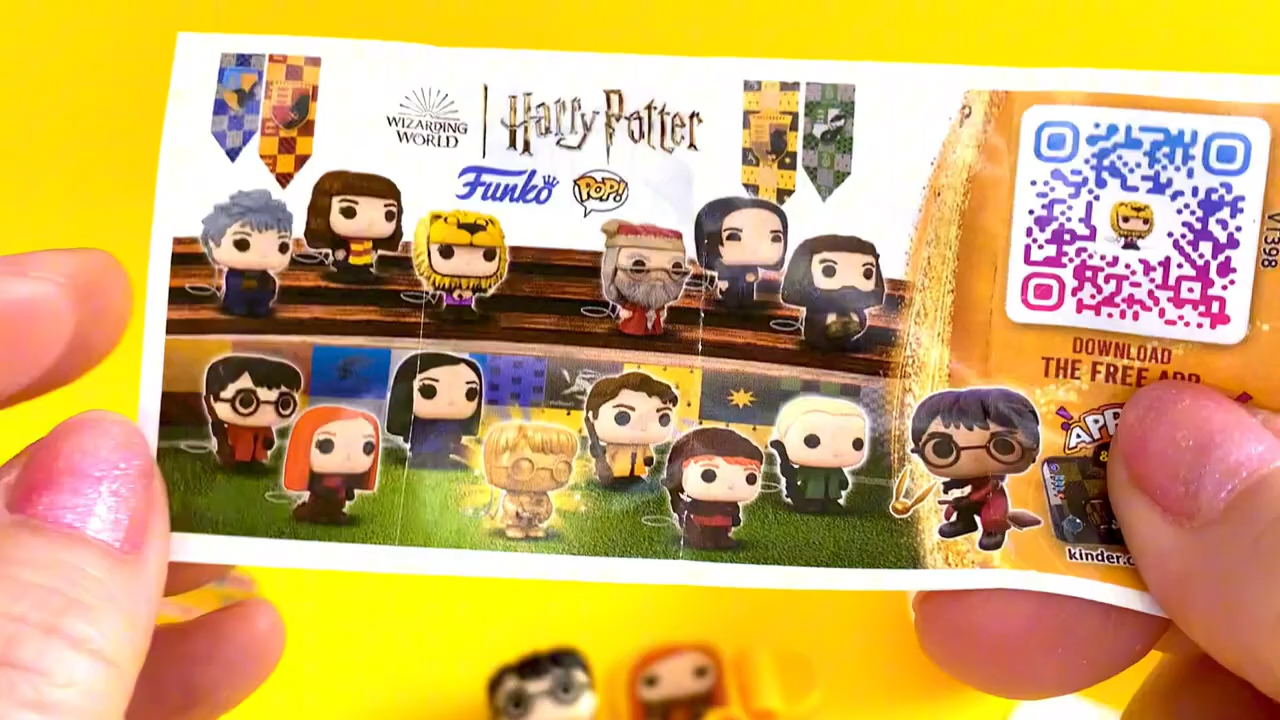 WIZARDING
WORLD
Harry Potter
Funko POP!
VT398
DOWNLOAD
THE FREE APP
kinder.